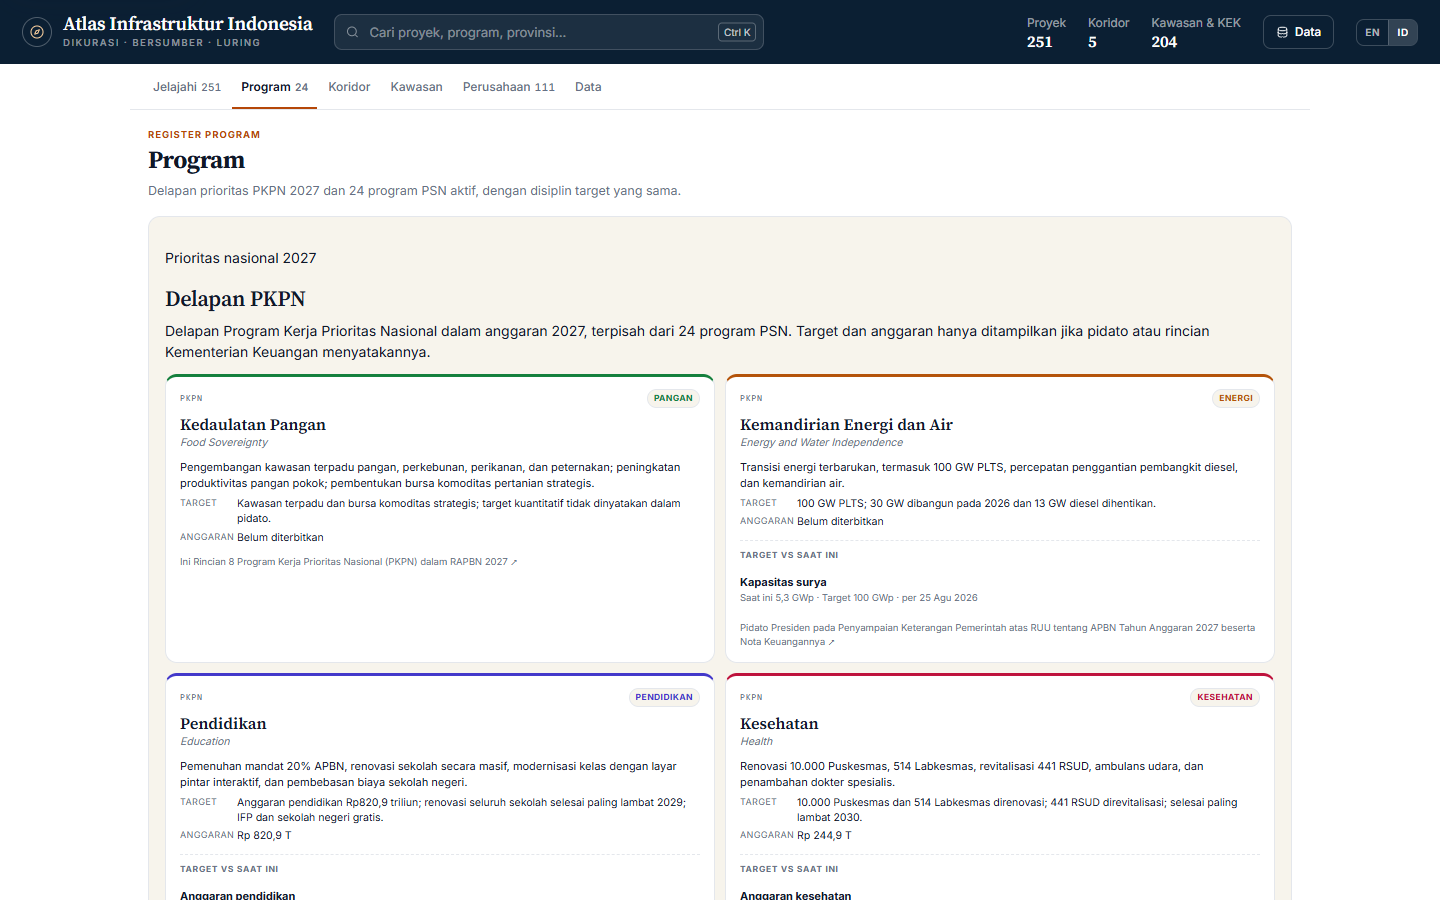 Atlas Infrastruktur Indonesia
DIKURASI · BERSUMBER · LURING
Cari proyek, program, provinsi...
Ctrl K
Proyek
251
Koridor
5
Kawasan & KEK
204
Data
EN
ID
Jelajahi 251
Program 24
Koridor
Kawasan
Perusahaan 111
Data
REGISTER PROGRAM
Program
Delapan prioritas PKPN 2027 dan 24 program PSN aktif, dengan disiplin target yang sama.
Prioritas nasional 2027
Delapan PKPN
Delapan Program Kerja Prioritas Nasional dalam anggaran 2027, terpisah dari 24 program PSN. Target dan anggaran hanya ditampilkan jika pidato atau rincian
Kementerian Keuangan menyatakannya.
PKPN
PANGAN
Kedaulatan Pangan
Food Sovereignty
Pengembangan kawasan terpadu pangan, perkebunan, perikanan, dan peternakan; peningkatan
produktivitas pangan pokok; pembentukan bursa komoditas pertanian strategis.
TARGET Kawasan terpadu dan bursa komoditas strategis; target kuantitatif tidak dinyatakan dalam
pidato.
ANGGARAN Belum diterbitkan
Ini Rincian 8 Program Kerja Prioritas Nasional (PKPN) dalam RAPBN 2027 ↗
PKPN
ENERGI
Kemandirian Energi dan Air
Energy and Water Independence
Transisi energi terbarukan, termasuk 100 GW PLTS, percepatan penggantian pembangkit diesel,
dan kemandirian air.
TARGET 100 GW PLTS; 30 GW dibangun pada 2026 dan 13 GW diesel dihentikan.
ANGGARAN Belum diterbitkan
TARGET VS SAAT INI
Kapasitas surya
Saat ini 5,3 GWp · Target 100 GWp · per 25 Agu 2026
Pidato Presiden pada Penyampaian Keterangan Pemerintah atas RUU tentang APBN Tahun Anggaran 2027 beserta
Nota Keuangannya ↗
PKPN
PENDIDIKAN
Pendidikan
Education
Pemenuhan mandat 20% APBN, renovasi sekolah secara masif, modernisasi kelas dengan layar
pintar interaktif, dan pembebasan biaya sekolah negeri.
TARGET Anggaran pendidikan Rp820,9 triliun; renovasi seluruh sekolah selesai paling lambat 2029;
IFP dan sekolah negeri gratis.
ANGGARAN Rp 820,9 T
TARGET VS SAAT INI
Anggaran pendidikan
PKPN
KESEHATAN
Kesehatan
Health
Renovasi 10.000 Puskesmas, 514 Labkesmas, revitalisasi 441 RSUD, ambulans udara, dan
penambahan dokter spesialis.
TARGET 10.000 Puskesmas dan 514 Labkesmas direnovasi; 441 RSUD direvitalisasi; selesai paling
lambat 2030.
ANGGARAN Rp 244,9 T
TARGET VS SAAT INI
Anggaran kesehatan